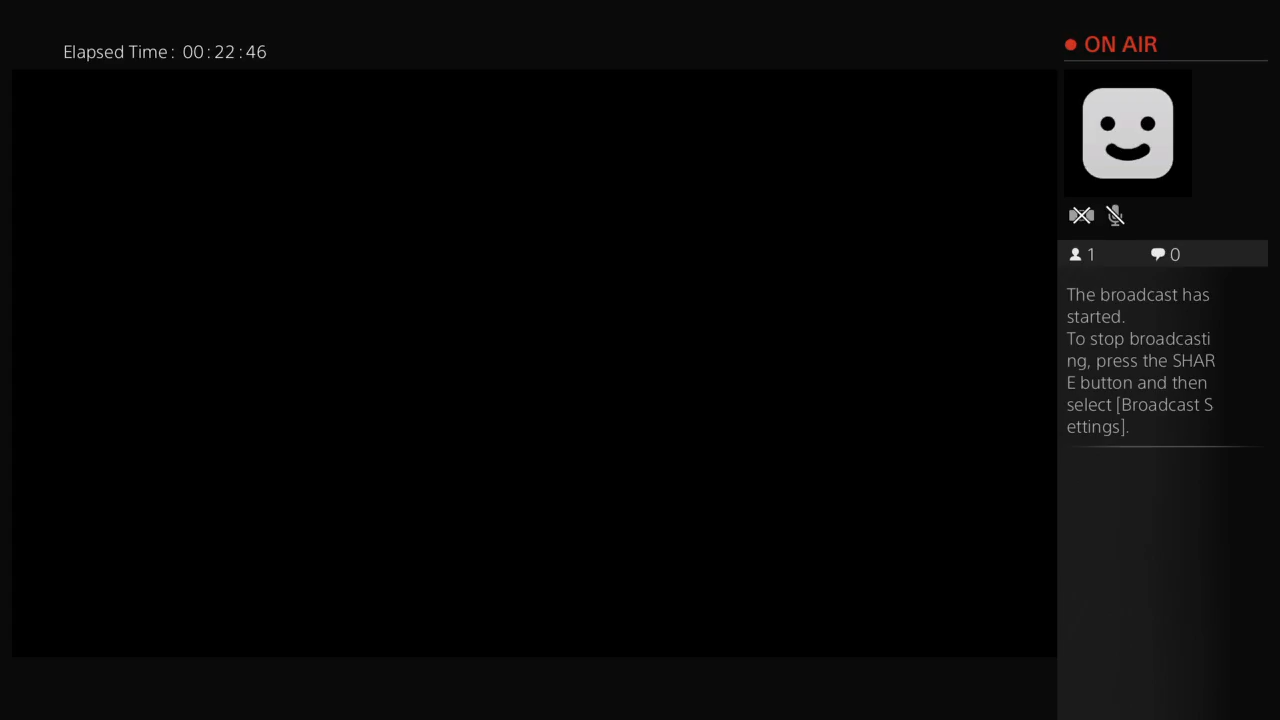 Elapsed Time: 00:22:46
ON AIR
1 0
The broadcast has
started.
To stop broadcasti
ng, press the SHAR
E button and then
select [Broadcast S
ettings].